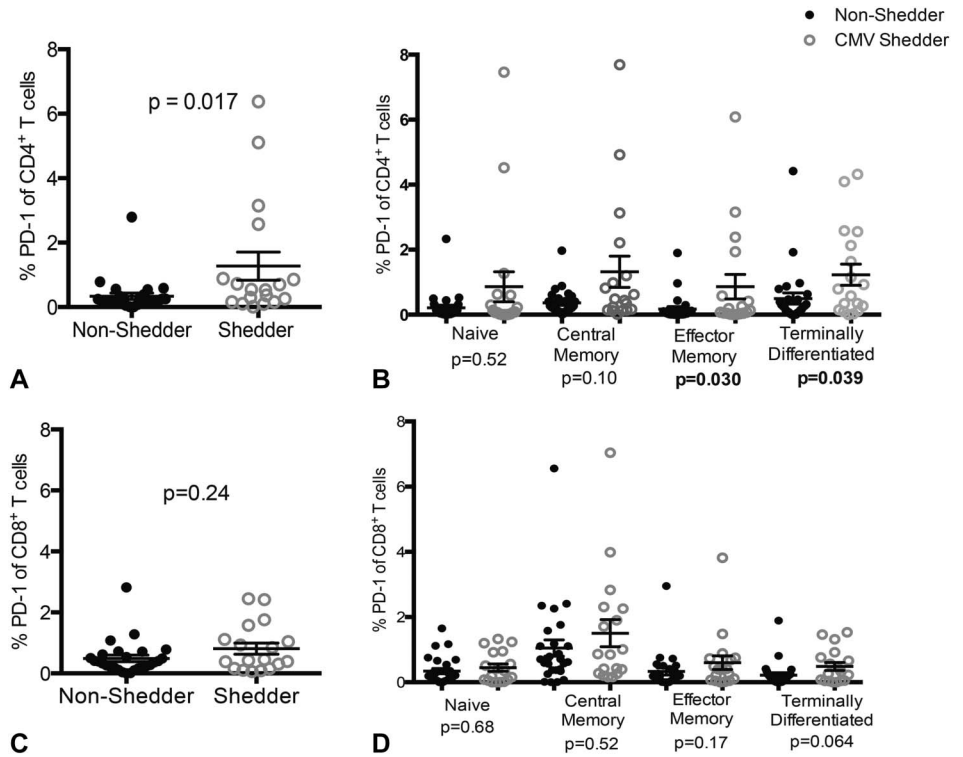 Non-Shedder
CMV Shedder
8
6
4
2
0
% PD-1 of CD4⁺ T cells
p = 0.017
Non-Shedder Shedder
A
8
6
4
2
0
% PD-1 of CD4⁺ T cells
Naive
p=0.52
Central
Memory
p=0.10
Effector
Memory
p=0.030
Terminally
Differentiated
p=0.039
B
8
6
4
2
0
% PD-1 of CD8⁺ T cells
p=0.24
Non-Shedder Shedder
C
8
6
4
2
0
% PD-1 of CD8⁺ T cells
Naive
p=0.68
Central
Memory
p=0.52
Effector
Memory
p=0.17
Terminally
Differentiated
p=0.064
D